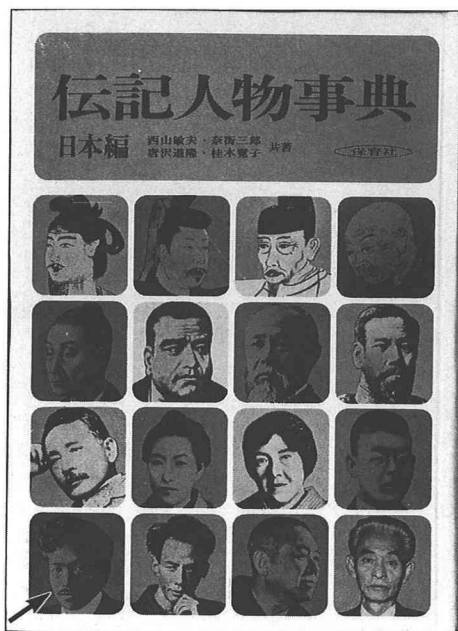 伝記人物事典
日本編
西山敏夫・奈街三郎
唐沢道隆・桂木寛子
共著
保育社